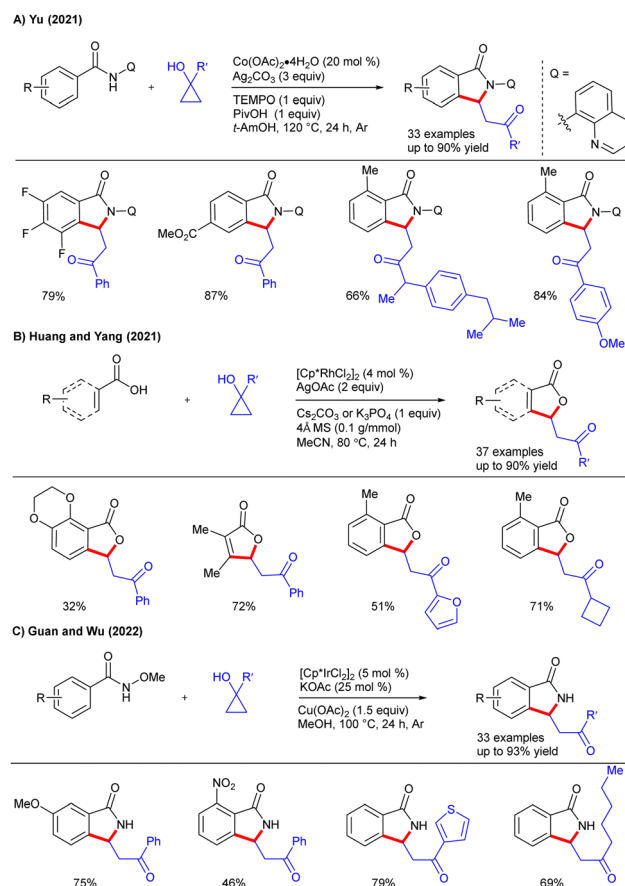 A) Yu (2021)
R
O
N
H
Q
+
HO R'
Co(OAc)2•4H2O (20 mol %)
Ag2CO3 (3 equiv)
TEMPO (1 equiv)
PivOH (1 equiv)
t-AmOH, 120 °C, 24 h, Ar
R
O
N-Q
O
R'
33 examples
up to 90% yield
Q =
N
F
F
F
O
N-Q
O
Ph
79%
MeO2C
O
N-Q
O
Ph
87%
Me
O
N-Q
O
Me
Me
Me
66%
Me
O
N-Q
O
OMe
84%
B) Huang and Yang (2021)
R
O
OH
+
HO R'
[Cp*RhCl2]2 (4 mol %)
AgOAc (2 equiv)
Cs2CO3 or K3PO4 (1 equiv)
4Å MS (0.1 g/mmol)
MeCN, 80 °C, 24 h
R
O
O
O
R'
37 examples
up to 90% yield
O
O
O
O
O
Ph
32%
Me
Me
O
O
O
Ph
72%
Me
O
O
O
O
51%
Me
O
O
O
71%
C) Guan and Wu (2022)
R
O
N
H
OMe
+
HO R'
[Cp*IrCl2]2 (5 mol %)
KOAc (25 mol %)
Cu(OAc)2 (1.5 equiv)
MeOH, 100 °C, 24 h, Ar
R
O
NH
R'
O
33 examples
up to 93% yield
MeO
O
NH
Ph
O
75%
NO2
O
NH
Ph
O
46%
O
NH
S
O
79%
O
NH
Me
O
69%